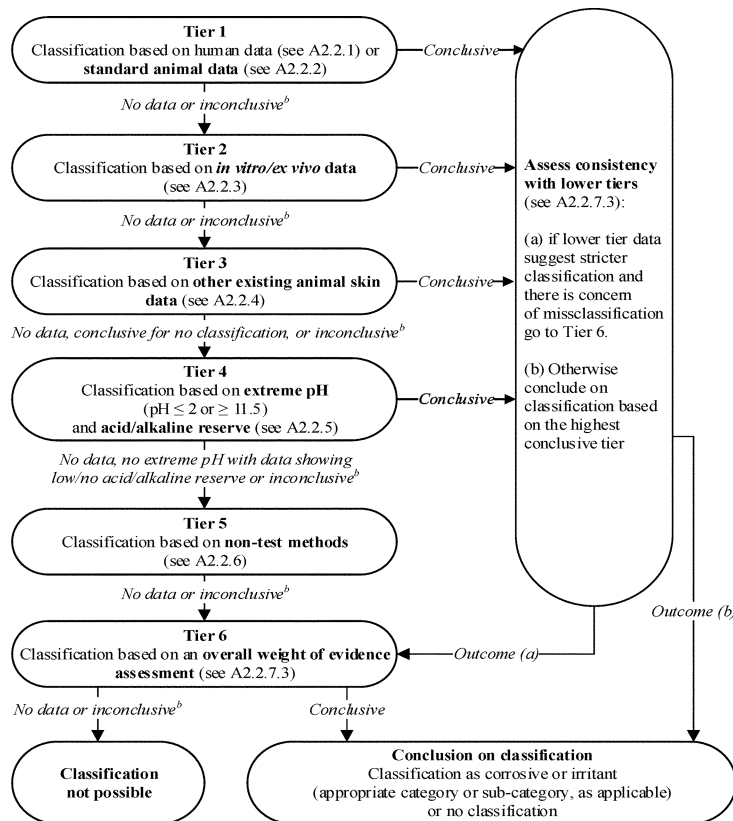 Tier 1
Classification based on human data (see A2.2.1) or
standard animal data (see A2.2.2)
Conclusive
No data or inconclusiveᵇ
Tier 2
Classification based on in vitro/ex vivo data
(see A2.2.3)
Conclusive
No data or inconclusiveᵇ
Tier 3
Classification based on other existing animal skin
data (see A2.2.4)
Conclusive
No data, conclusive for no classification, or inconclusiveᵇ
Tier 4
Classification based on extreme pH
(pH ≤ 2 or ≥ 11.5)
and acid/alkaline reserve (see A2.2.5)
Conclusive
No data, no extreme pH with data showing
low/no acid/alkaline reserve or inconclusiveᵇ
Tier 5
Classification based on non-test methods
(see A2.2.6)
No data or inconclusiveᵇ
Tier 6
Classification based on an overall weight of evidence
assessment (see A2.2.7.3)
Assess consistency
with lower tiers
(see A2.2.7.3):
(a) if lower tier data
suggest stricter
classification and
there is concern
of missclassification
go to Tier 6.
(b) Otherwise
conclude on
classification based
on the highest
conclusive tier
Outcome (a)
Outcome (b)
No data or inconclusiveᵇ
Conclusive
Classification
not possible
Conclusion on classification
Classification as corrosive or irritant
(appropriate category or sub-category, as applicable)
or no classification